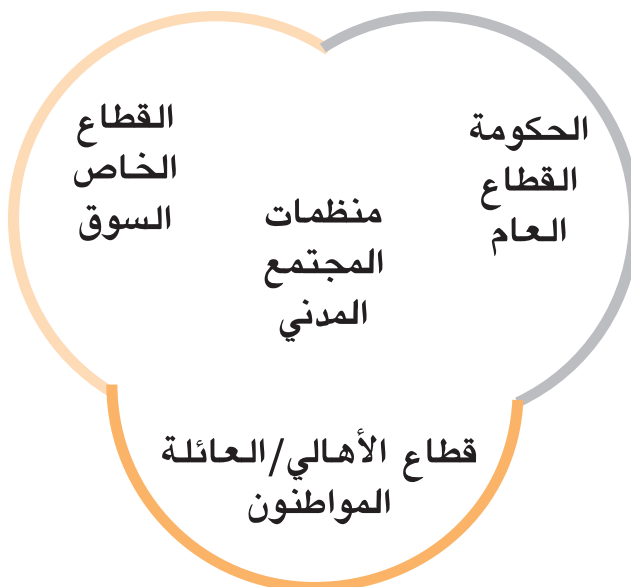 الحكومة
القطاع
العام
القطاع
الخاص
السوق
منظمات
المجتمع
المدني
قطاع الأهالي/العائلة
المواطنون